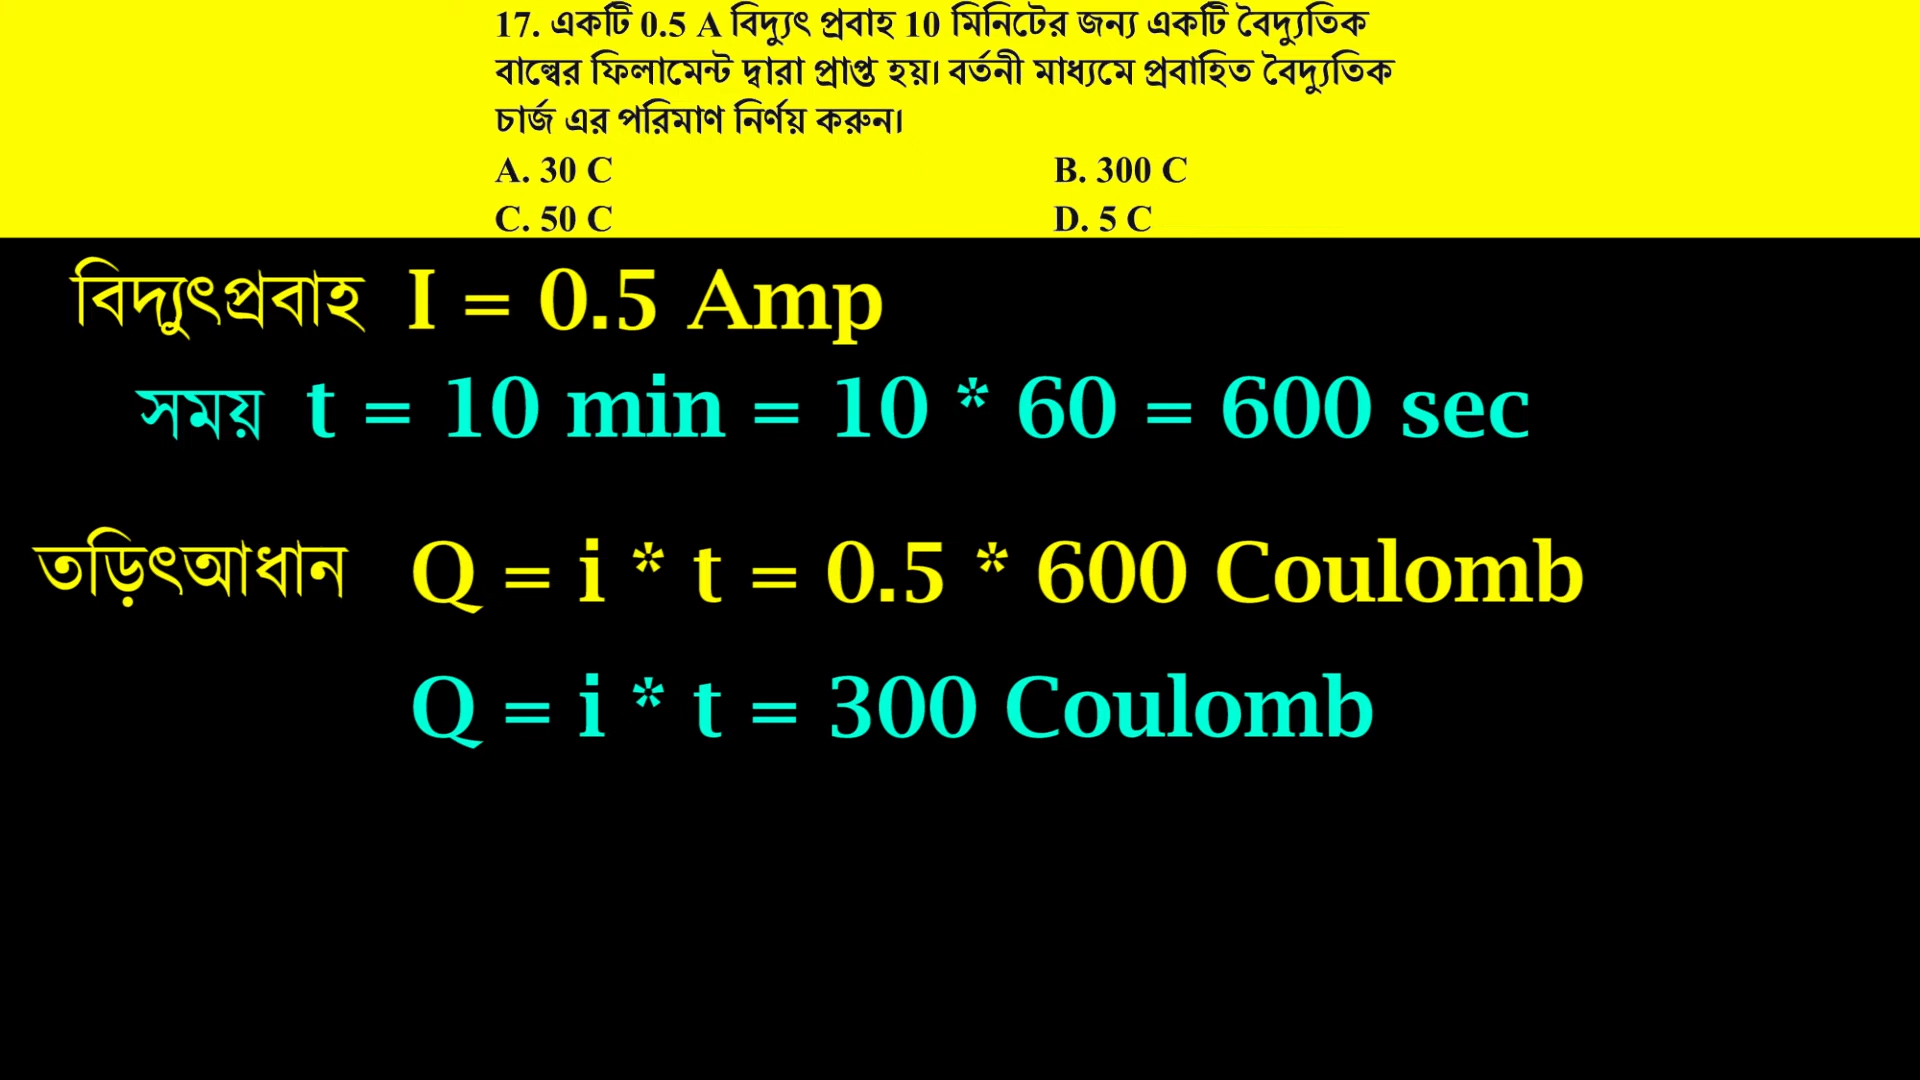 17. একটি 0.5 A বিদ্যুৎ প্রবাহ 10 মিনিটের জন্য একটি বৈদ্যুতিক
বাল্বের ফিলামেন্ট দ্বারা প্রাপ্ত হয়। বর্তনী মাধ্যমে প্রবাহিত বৈদ্যুতিক
চার্জ এর পরিমাণ নির্ণয় করুন।
A. 30 C B. 300 C
C. 50 C D. 5 C
বিদ্যুৎপ্রবাহ I = 0.5 Amp
সময় t = 10 min = 10 * 60 = 600 sec
তড়িৎআধান Q = i * t = 0.5 * 600 Coulomb
Q = i * t = 300 Coulomb